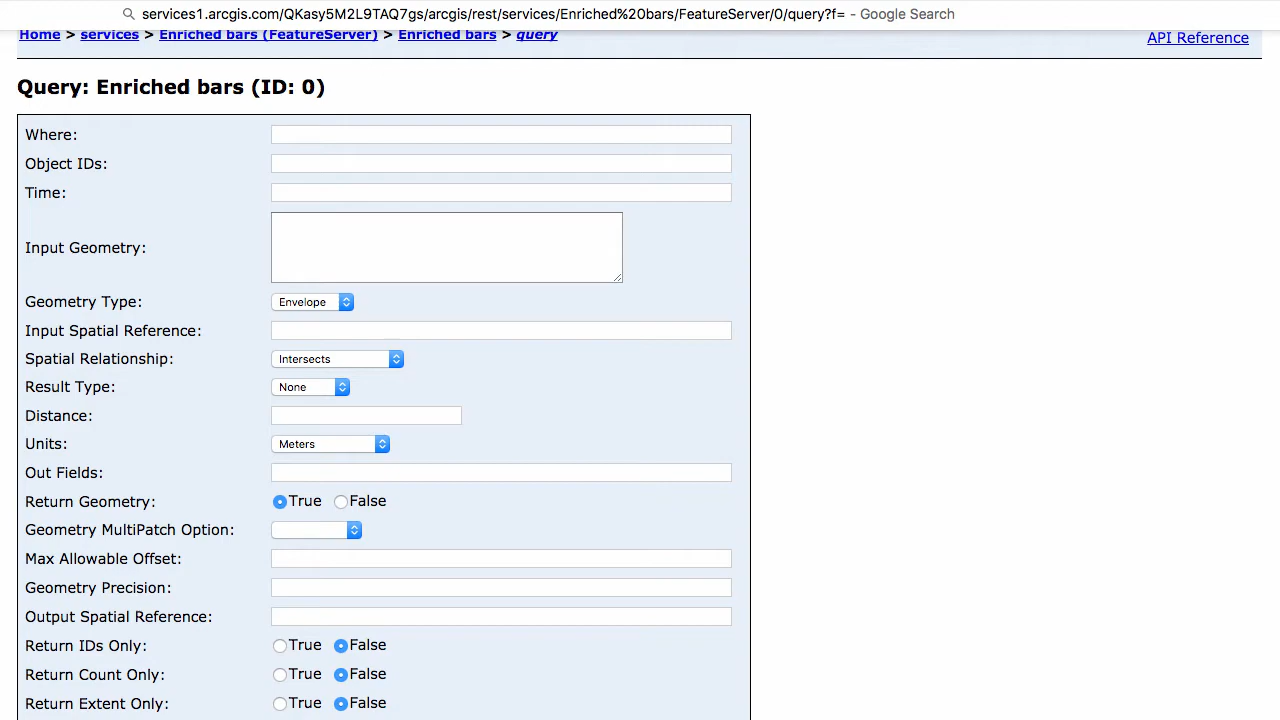 services1.arcgis.com/QKasy5M2L9TAQ7gs/arcgis/rest/services/Enriched%20bars/FeatureServer/0/query?f= - Google Search
Home > services > Enriched bars (FeatureServer) > Enriched bars > query
API Reference
Query: Enriched bars (ID: 0)
Where:
Object IDs:
Time:
Input Geometry:
Geometry Type: Envelope
Input Spatial Reference:
Spatial Relationship: Intersects
Result Type: None
Distance:
Units: Meters
Out Fields:
Return Geometry: True False
Geometry MultiPatch Option:
Max Allowable Offset:
Geometry Precision:
Output Spatial Reference:
Return IDs Only: True False
Return Count Only: True False
Return Extent Only: True False